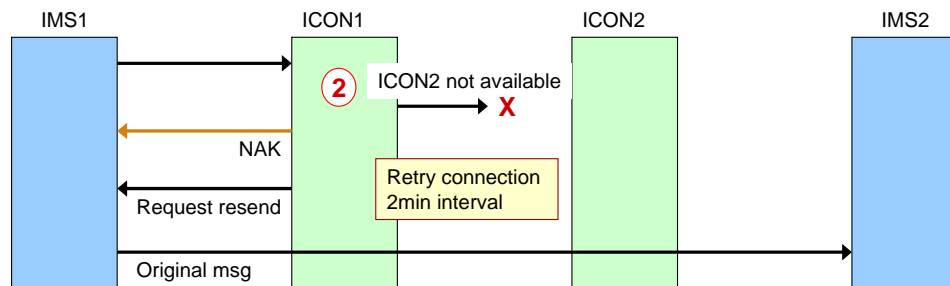 IMS1
ICON1
ICON2
IMS2
2
ICON2 not available
X
NAK
Retry connection
2min interval
Request resend
Original msg